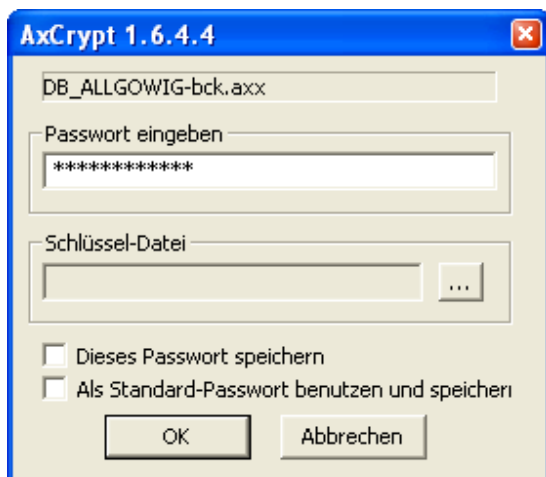 AxCrypt 1.6.4.4
DB_ALLGOWIG-bck.axx
Passwort eingeben
************
Schlüssel-Datei
...
Dieses Passwort speichern
Als Standard-Passwort benutzen und speichern
OK Abbrechen